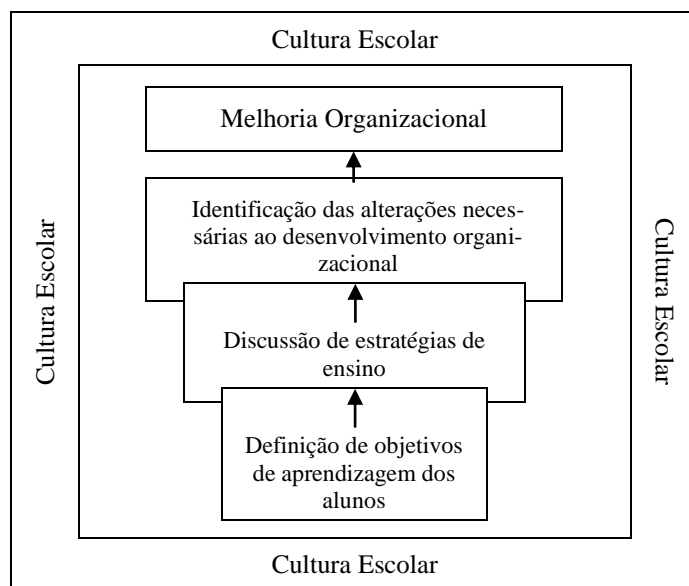 Cultura Escolar
Melhoria Organizacional
Identificação das alterações neces-
sárias ao desenvolvimento organi-
zacional
Cultura Escolar
Cultura Escolar
Discussão de estratégias de
ensino
Definição de objetivos
de aprendizagem dos
alunos
Cultura Escolar